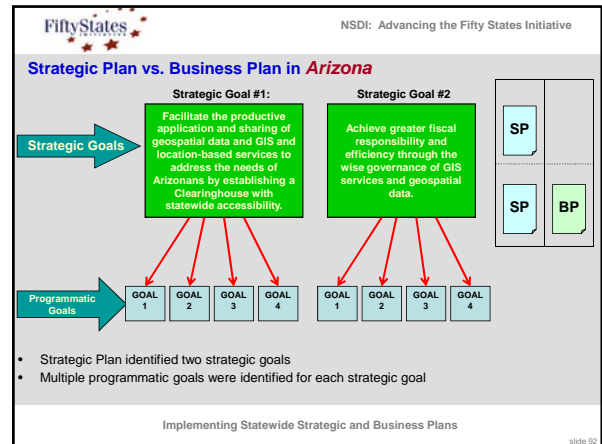 FiftyStates
INITIATIVE
NSDI: Advancing the Fifty States Initiative
Strategic Plan vs. Business Plan in Arizona
Strategic Goals
Strategic Goal #1:
Facilitate the productive
application and sharing of
geospatial data and GIS and
location-based services to
address the needs of
Arizonans by establishing a
Clearinghouse with
statewide accessibility.
Strategic Goal #2
Achieve greater fiscal
responsibility and
efficiency through the
wise governance of GIS
services and geospatial
data.
SP
SP
BP
Programmatic
Goals
GOAL
1
GOAL
2
GOAL
3
GOAL
4
GOAL
1
GOAL
2
GOAL
3
GOAL
4
• Strategic Plan identified two strategic goals
• Multiple programmatic goals were identified for each strategic goal
Implementing Statewide Strategic and Business Plans
slide 92